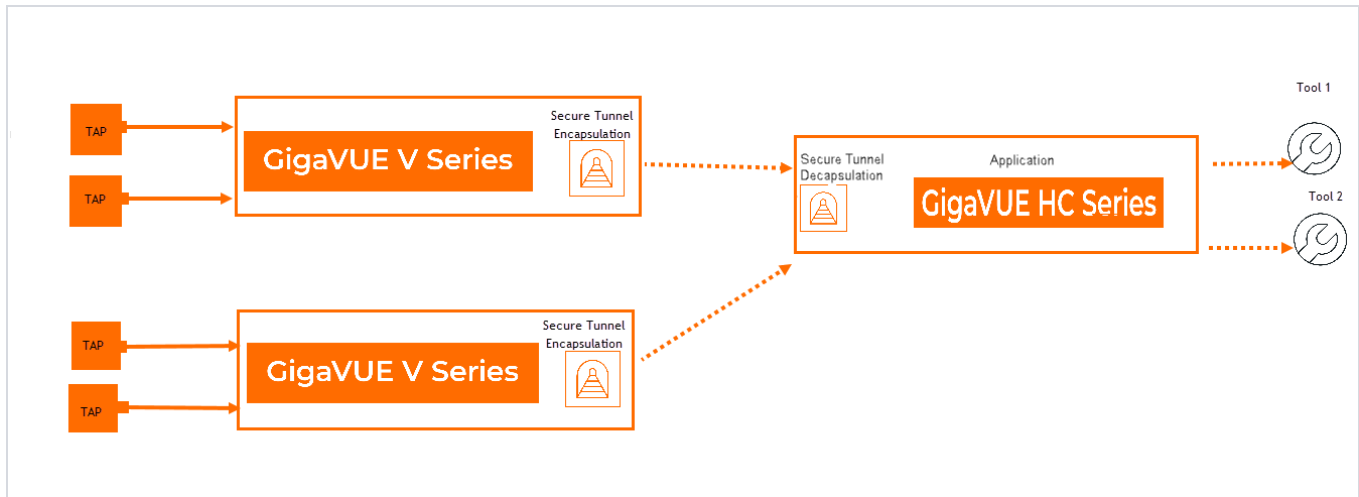 TAP
TAP
Secure Tunnel
Encapsulation
GigaVUE V Series
Secure Tunnel
Decapsulation
Application
GigaVUE HC Series
Tool 1
Tool 2
TAP
TAP
Secure Tunnel
Encapsulation
GigaVUE V Series